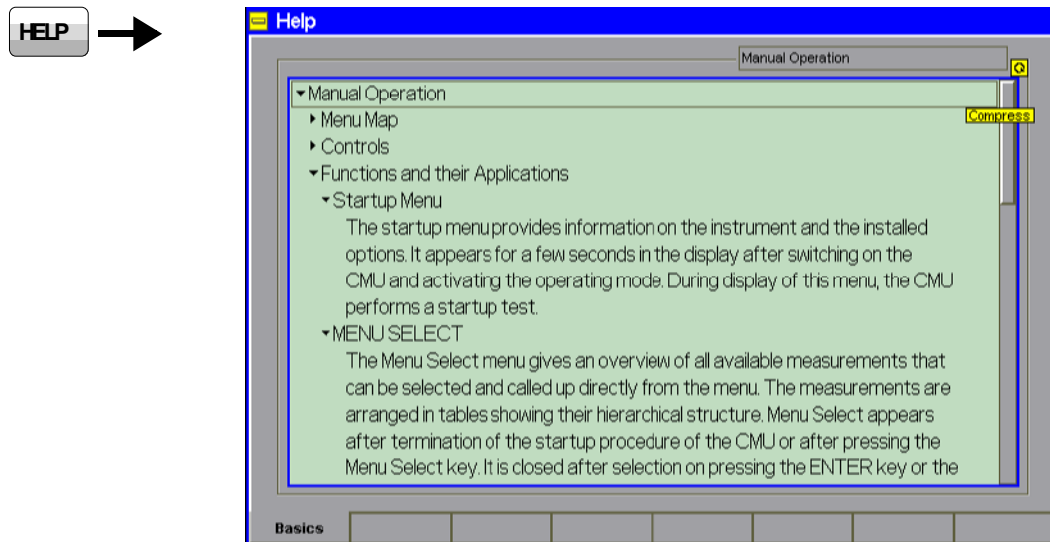 HELP
Help
Manual Operation
Manual Operation
Compress
Menu Map
Controls
Functions and their Applications
Startup Menu
The startup menu provides information on the instrument and the installed
options. It appears for a few seconds in the display after switching on the
CMU and activating the operating mode. During display of this menu, the CMU
performs a startup test.
MENU SELECT
The Menu Select menu gives an overview of all available measurements that
can be selected and called up directly from the menu. The measurements are
arranged in tables showing their hierarchical structure. Menu Select appears
after termination of the startup procedure of the CMU or after pressing the
Menu Select key. It is closed after selection on pressing the ENTER key or the
Basics